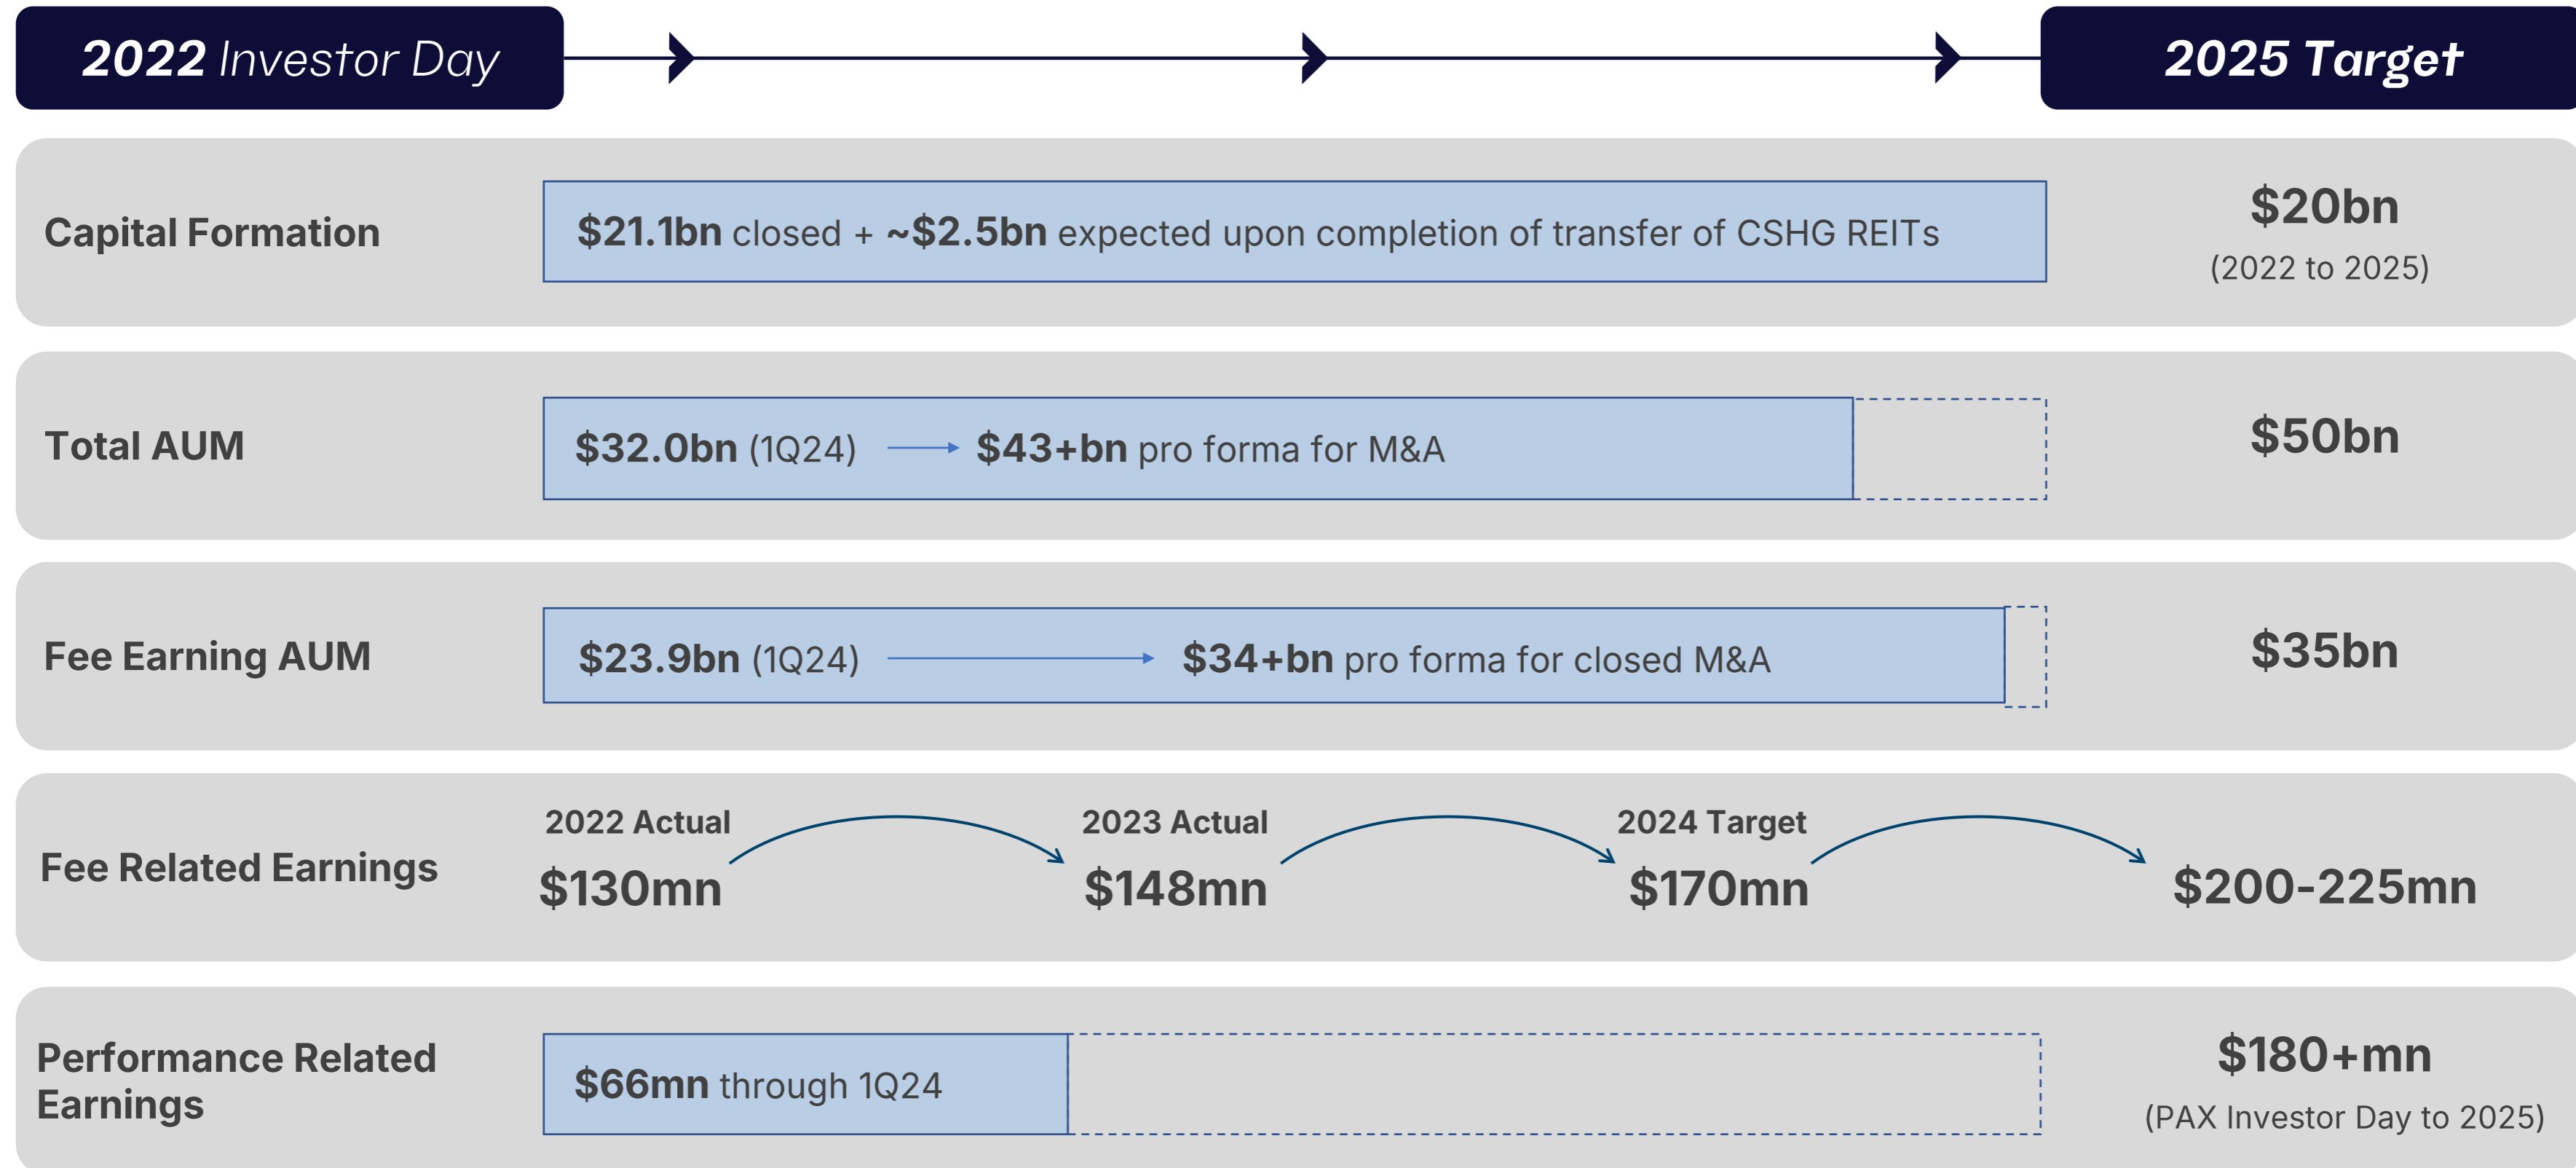 2022 Investor Day
2025 Target
Capital Formation
$21.1bn closed + ~$2.5bn expected upon completion of transfer of CSHG REITs
$20bn
(2022 to 2025)
Total AUM
$32.0bn (1Q24)
$43+bn pro forma for M&A
$50bn
Fee Earning AUM
$23.9bn (1Q24)
$34+bn pro forma for closed M&A
$35bn
Fee Related Earnings
2022 Actual
$130mn
2023 Actual
$148mn
2024 Target
$170mn
$200-225mn
Performance Related
Earnings
$66mn through 1Q24
$180+mn
(PAX Investor Day to 2025)